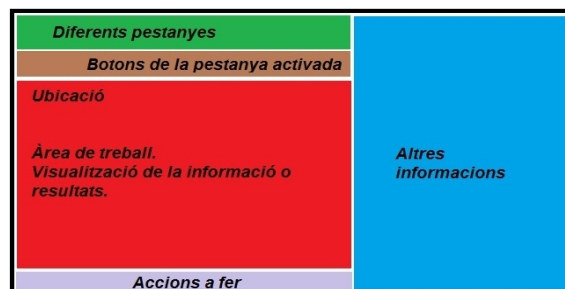 Diferents pestanyes
Botons de la pestanya activada
Ubicació
Àrea de treball.
Visualització de la informació o
resultats.
Altres
informacions
Accions a fer